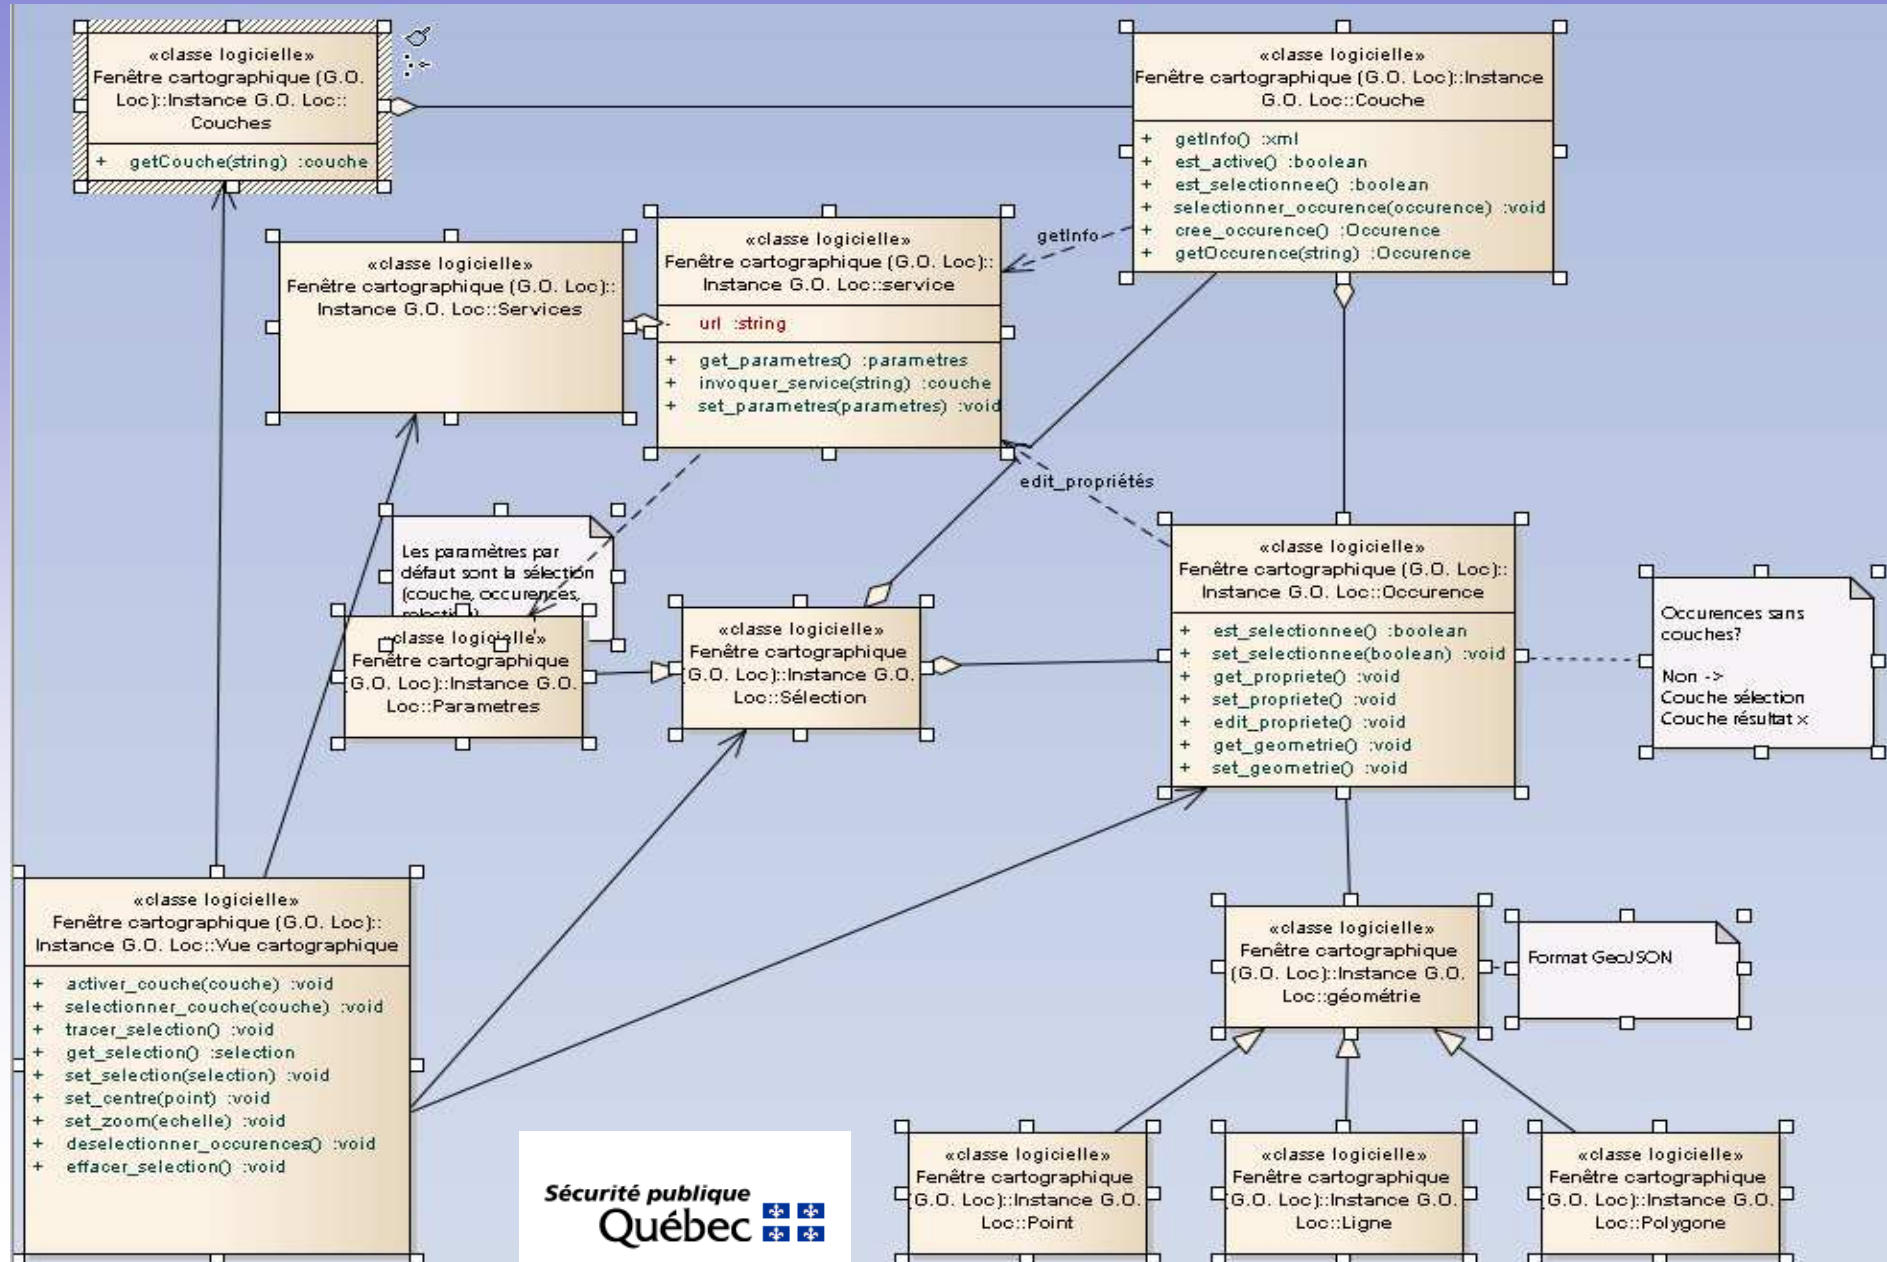 «classe logicielle»
Fenêtre cartographique (G.O.
Loc)::Instance G.O. Loc::
Couches
+ getCouche(string) :couche
«classe logicielle»
Fenêtre cartographique (G.O. Loc)::Instance
G.O. Loc::Couche
+ getInfo() :xml
+ est_active() :boolean
+ est_selectionnee() :boolean
+ selectionner_occurence(occurence) :void
+ cree_occurence() :Occurence
+ getOccurence(string) :Occurence
«classe logicielle»
Fenêtre cartographique (G.O. Loc)::
Instance G.O. Loc::Services
«classe logicielle»
Fenêtre cartographique (G.O. Loc)::
Instance G.O. Loc::service
- url :string
+ get_parametres() :parametres
+ invoquer_service(string) :couche
+ set_parametres(parametres) :void
getInfo
edit_propriétés
Les paramètres par
défaut sont la sélection
(couche, occurences,
«classe logicielle»
Fenêtre cartographique
(G.O. Loc)::Instance G.O.
Loc::Parametres
«classe logicielle»
Fenêtre cartographique
(G.O. Loc)::Instance G.O.
Loc::Sélection
«classe logicielle»
Fenêtre cartographique (G.O. Loc)::
Instance G.O. Loc::Occurence
+ est_selectionnee() :boolean
+ set_selectionnee(boolean) :void
+ get_propriete() :void
+ set_propriete() :void
+ edit_propriete() :void
+ get_geometrie() :void
+ set_geometrie() :void
Occurences sans
couches?
Non ->
Couche sélection
Couche résultat x
«classe logicielle»
Fenêtre cartographique (G.O. Loc)::
Instance G.O. Loc::Vue cartographique
+ activer_couche(couche) :void
+ selectionner_couche(couche) :void
+ tracer_selection() :void
+ get_selection() :selection
+ set_selection(selection) :void
+ set_centre(point) :void
+ set_zoom(echelle) :void
+ deselectionner_occurences() :void
+ effacer_selection() :void
«classe logicielle»
Fenêtre cartographique
(G.O. Loc)::Instance G.O.
Loc::géométrie
Format GeoJSON
«classe logicielle»
Fenêtre cartographique
(G.O. Loc)::Instance G.O.
Loc::Point
«classe logicielle»
Fenêtre cartographique
(G.O. Loc)::Instance G.O.
Loc::Ligne
«classe logicielle»
Fenêtre cartographique
(G.O. Loc)::Instance G.O.
Loc::Polygone
Sécurité publique
Québec